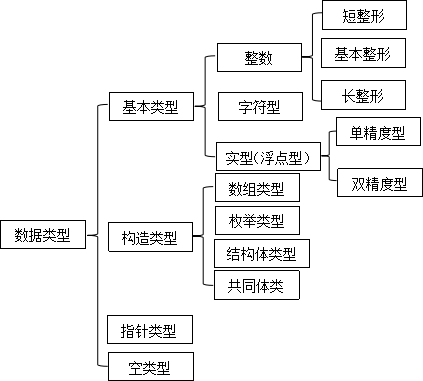 短整形
整数
基本整形
长整形
基本类型
字符型
单精度型
实型(浮点型)
双精度型
数组类型
枚举类型
数据类型
构造类型
结构体类型
共同体类
指针类型
空类型